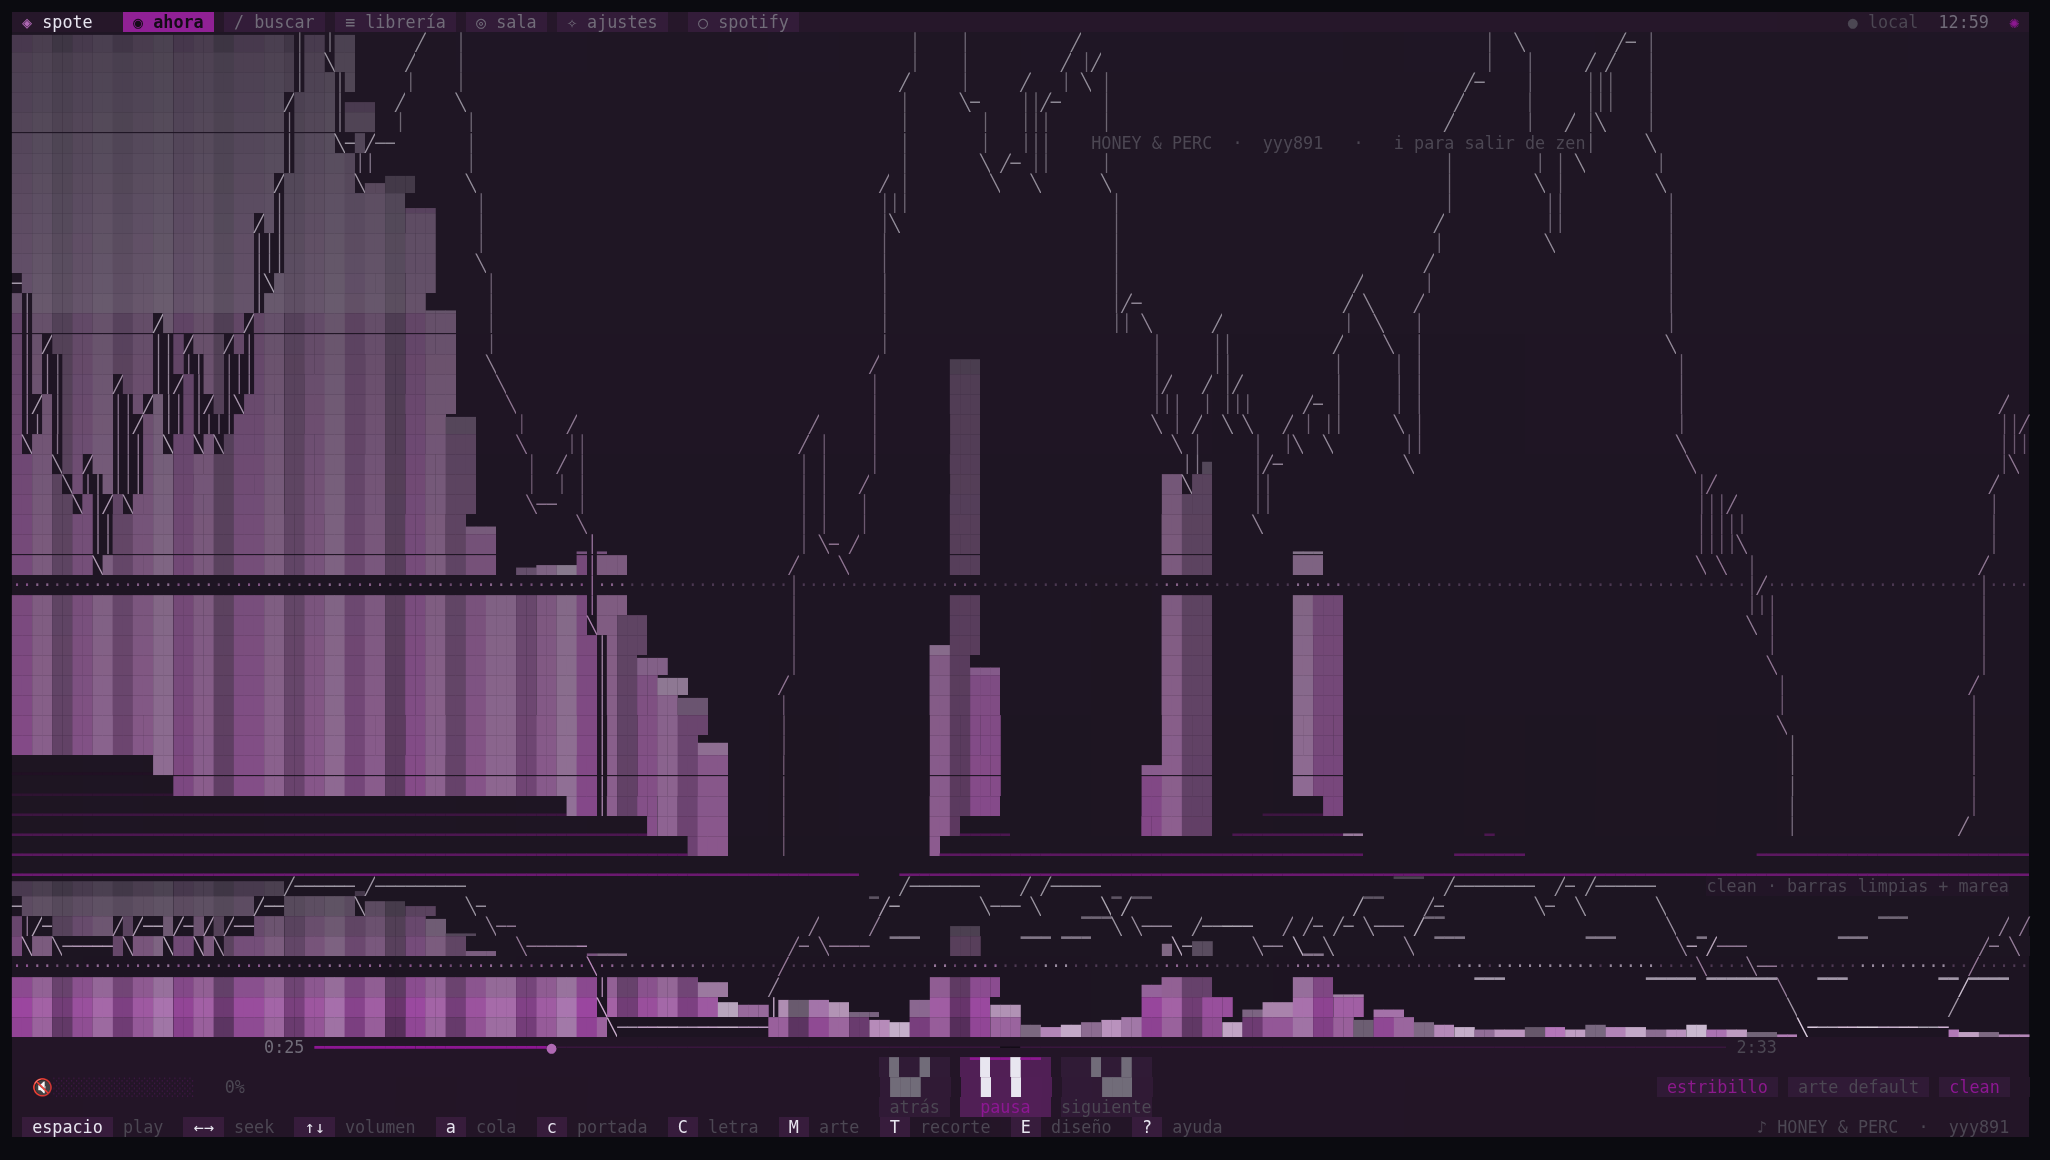 ◈ spote ◉ ahora / buscar ≡ librería ◎ sala ✧ ajustes ○ spotify ● local 12:59
HONEY & PERC · yyy891 · i para salir de zen
clean · barras limpias + marea
0:25 2:33
0% estribillo arte default clean
atrás pausa siguiente
espacio play ←→ seek ↑↓ volumen a cola c portada C letra M arte T recorte E diseño ? ayuda ♪ HONEY & PERC · yyy891